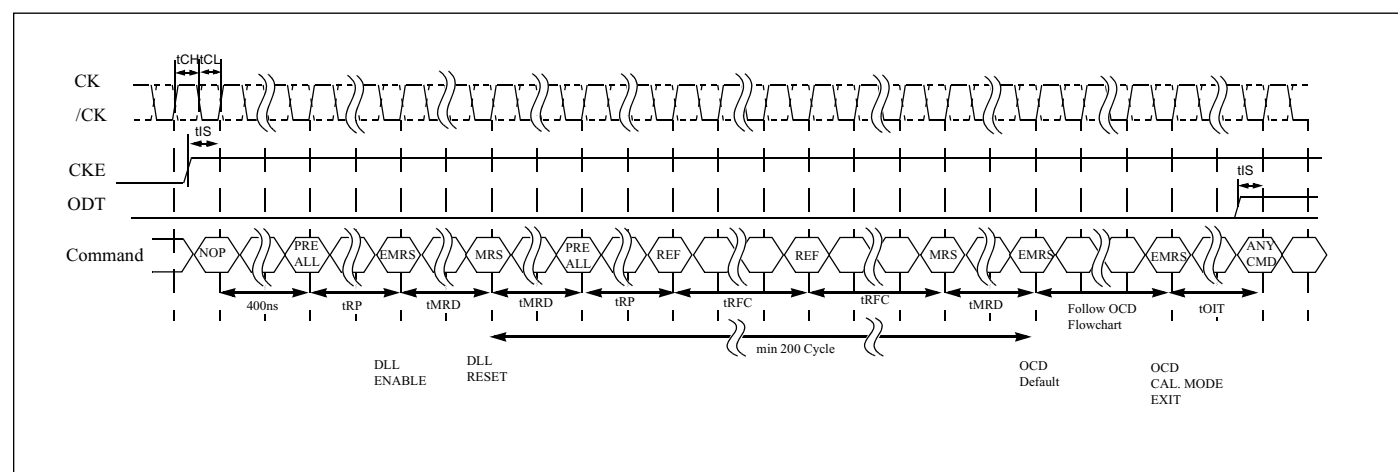 tCH tCL
CK
/CK
tIS
CKE
tIS
ODT
Command
NOP
PRE
ALL
EMRS
MRS
PRE
ALL
REF
REF
MRS
EMRS
EMRS
ANY
CMD
400ns
tRP
tMRD
tMRD
tRP
tRFC
tRFC
tMRD
Follow OCD
Flowchart
tOIT
min 200 Cycle
DLL
ENABLE
DLL
RESET
OCD
Default
OCD
CAL. MODE
EXIT